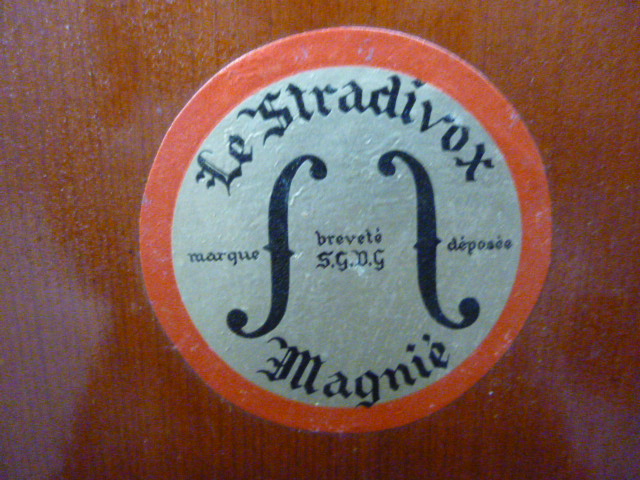 Le Stradivox
marque breveté déposée
S.G.D.G
Magnié